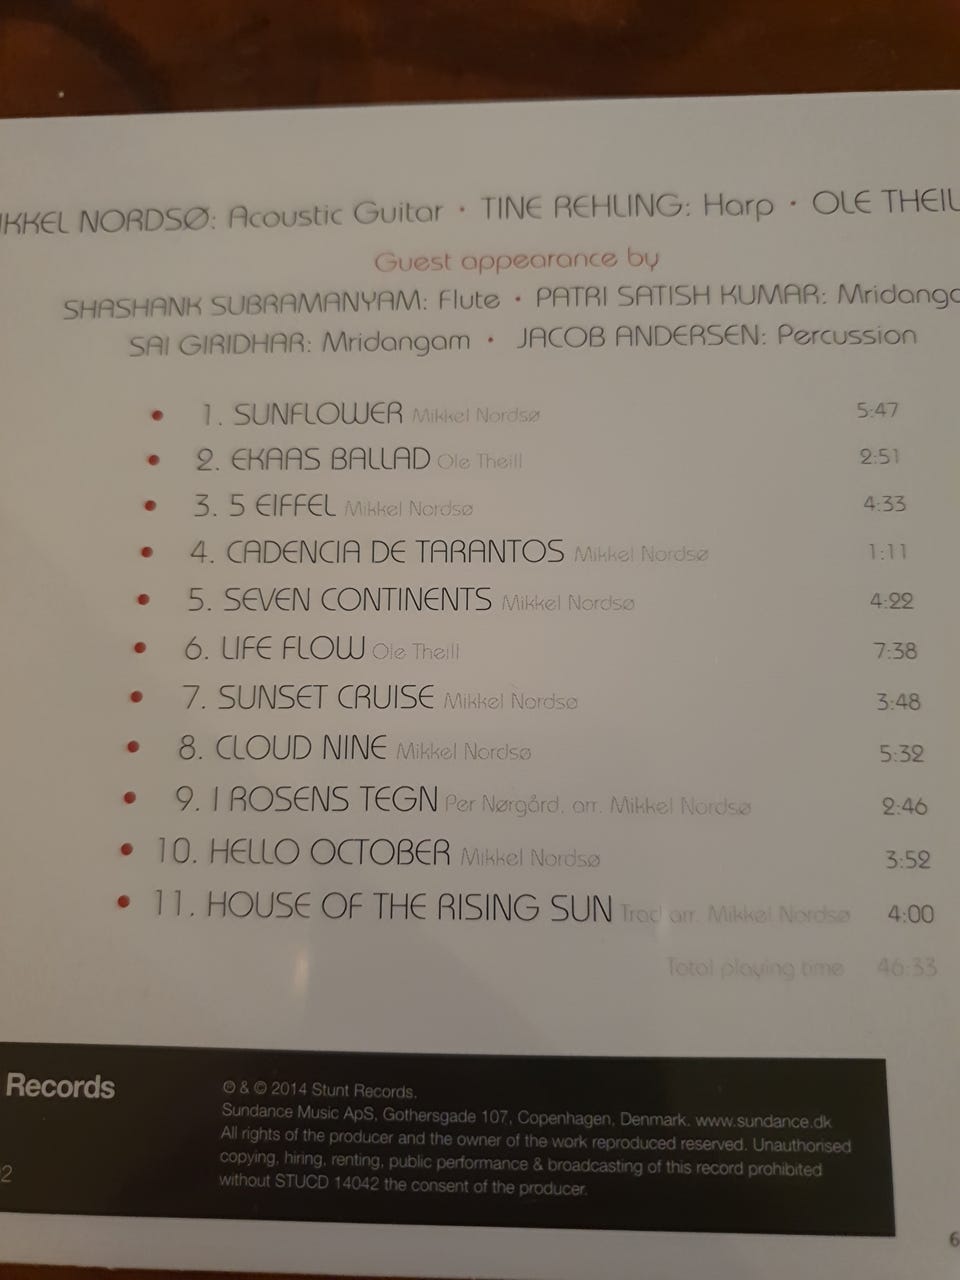 IKKEL NORDSØ: Acoustic Guitar • TINE REHLING: Harp • OLE THEIL
Guest appearance by
SHASHANK SUBRAMANYAM: Flute • PATRI SATISH KUMAR: Mridanga
SAI GIRIDHAR: Mridangam • JACOB ANDERSEN: Percussion
• 1. SUNFLOWER Mikkel Nordsø 5:47
• 2. EKAAS BALLAD Ole Theill 2:51
• 3. 5 EIFFEL Mikkel Nordsø 4:33
• 4. CADENCIA DE TARANTOS Mikkel Nordsø 1:11
• 5. SEVEN CONTINENTS Mikkel Nordsø 4:22
• 6. LIFE FLOW Ole Theill 7:38
• 7. SUNSET CRUISE Mikkel Nordsø 3:48
• 8. CLOUD NINE Mikkel Nordsø 5:32
• 9. I ROSENS TEGN Per Nørgård, arr. Mikkel Nordsø 2:46
• 10. HELLO OCTOBER Mikkel Nordsø 3:52
• 11. HOUSE OF THE RISING SUN Trad arr. Mikkel Nordsø 4:00
Total playing time 46:33
Records
℗ & © 2014 Stunt Records.
Sundance Music ApS, Gothersgade 107, Copenhagen, Denmark. www.sundance.dk
All rights of the producer and the owner of the work reproduced reserved. Unauthorised
copying, hiring, renting, public performance & broadcasting of this record prohibited
without STUCD 14042 the consent of the producer.
2
6